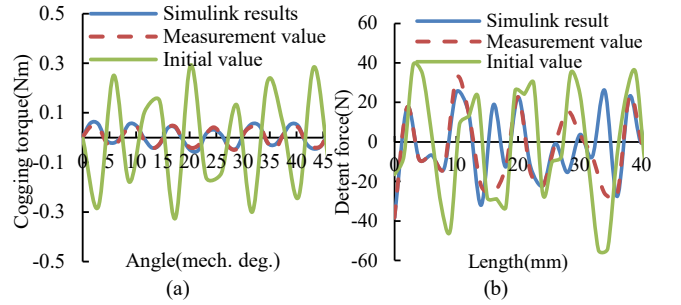 Cogging torque(Nm)
0.5
0.3
0.1
-0.1
-0.3
-0.5
Simulink results
Measurement value
Initial value
0 5 10 15 20 25 30 35 40 45
Angle(mech. deg.)
(a)
Detent force(N)
60
40
20
0
-20
-40
-60
Simulink result
Measurement value
Initial value
0 10 20 30 40
Length(mm)
(b)